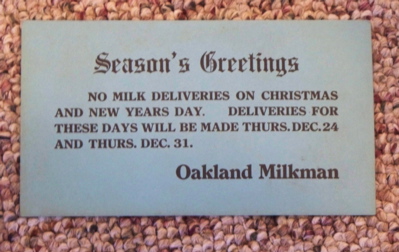 Season's Greetings
NO MILK DELIVERIES ON CHRISTMAS
AND NEW YEARS DAY. DELIVERIES FOR
THESE DAYS WILL BE MADE THURS. DEC. 24
AND THURS. DEC. 31.
Oakland Milkman